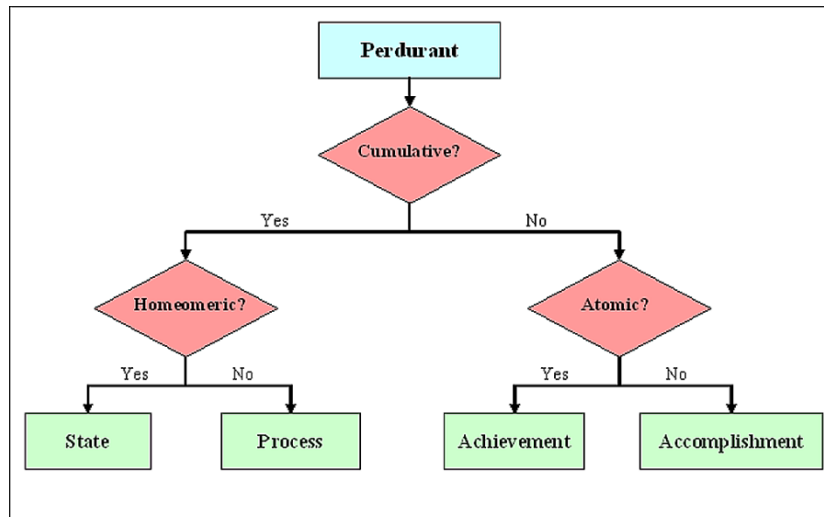 Perdurant
Cumulative?
Yes
No
Homeomeric?
Atomic?
Yes
No
Yes
No
State
Process
Achievement
Accomplishment